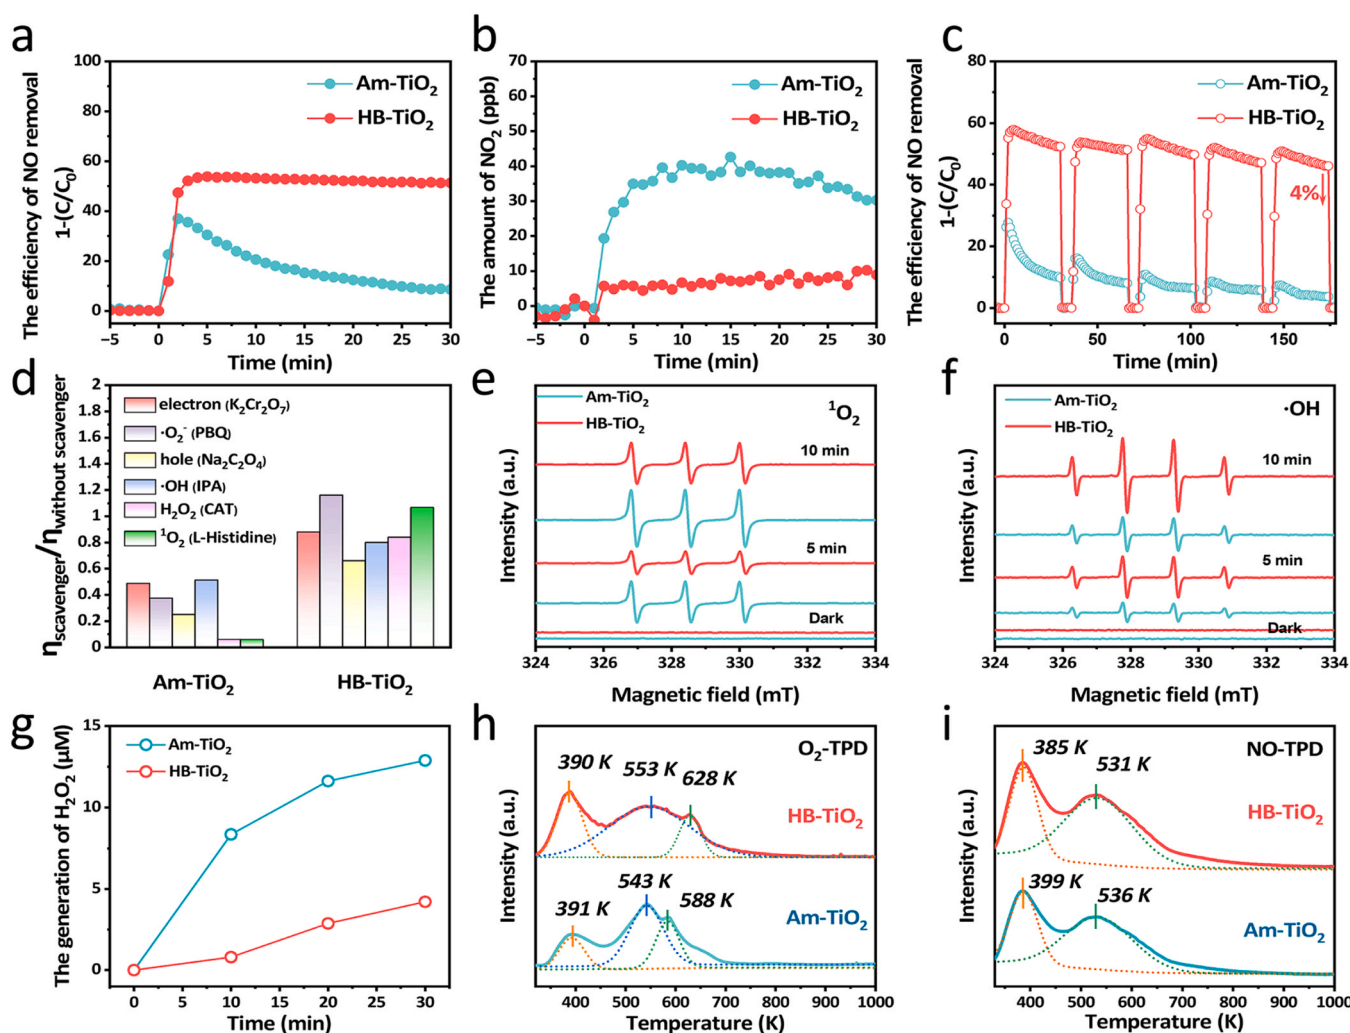 a
The efficiency of NO removal
1-(C/C₀)
100
80
60
40
20
0
Am-TiO₂
HB-TiO₂
−5 0 5 10 15 20 25 30
Time (min)
b
The amount of NO₂ (ppb)
70
60
50
40
30
20
10
0
Am-TiO₂
HB-TiO₂
−5 0 5 10 15 20 25 30
Time (min)
c
The efficiency of NO removal
1-(C/C₀)
80
60
40
20
0
Am-TiO₂
HB-TiO₂
4%
0 50 100 150
Time (min)
d
η_scavenger/η_without scavenger
2
1.8
1.6
1.4
1.2
1
0.8
0.6
0.4
0.2
0
electron (K₂Cr₂O₇)
·O₂⁻ (PBQ)
hole (Na₂C₂O₄)
·OH (IPA)
H₂O₂ (CAT)
¹O₂ (L-Histidine)
Am-TiO₂ HB-TiO₂
e
Intensity (a.u.)
Am-TiO₂
HB-TiO₂
¹O₂
10 min
5 min
Dark
324 326 328 330 332 334
Magnetic field (mT)
f
Intensity (a.u.)
Am-TiO₂
HB-TiO₂
·OH
10 min
5 min
Dark
324 326 328 330 332 334
Magnetic field (mT)
g
The generation of H₂O₂ (μM)
15
10
5
0
Am-TiO₂
HB-TiO₂
0 10 20 30
Time (min)
h
Intensity (a.u.)
O₂-TPD
390 K
553 K
628 K
HB-TiO₂
543 K
588 K
391 K
Am-TiO₂
400 500 600 700 800 900 1000
Temperature (K)
i
Intensity (a.u.)
NO-TPD
385 K
531 K
HB-TiO₂
399 K
536 K
Am-TiO₂
400 500 600 700 800 900 1000
Temperature (K)